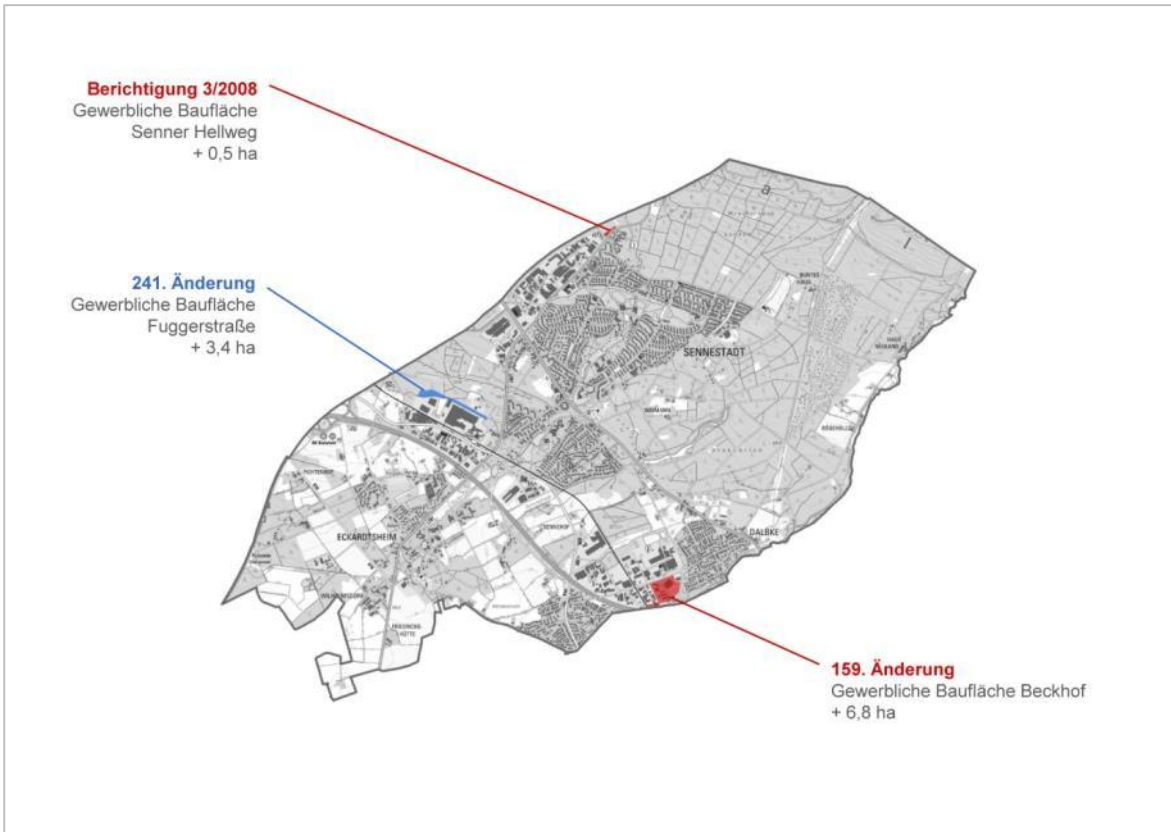 Berichtigung 3/2008
Gewerbliche Baufläche
Senner Hellweg
+ 0,5 ha
241. Änderung
Gewerbliche Baufläche
Fuggerstraße
+ 3,4 ha
SENNESTADT
ECKARDTSHEIM
DALBKE
WILHELMSDORF
159. Änderung
Gewerbliche Baufläche Beckhof
+ 6,8 ha